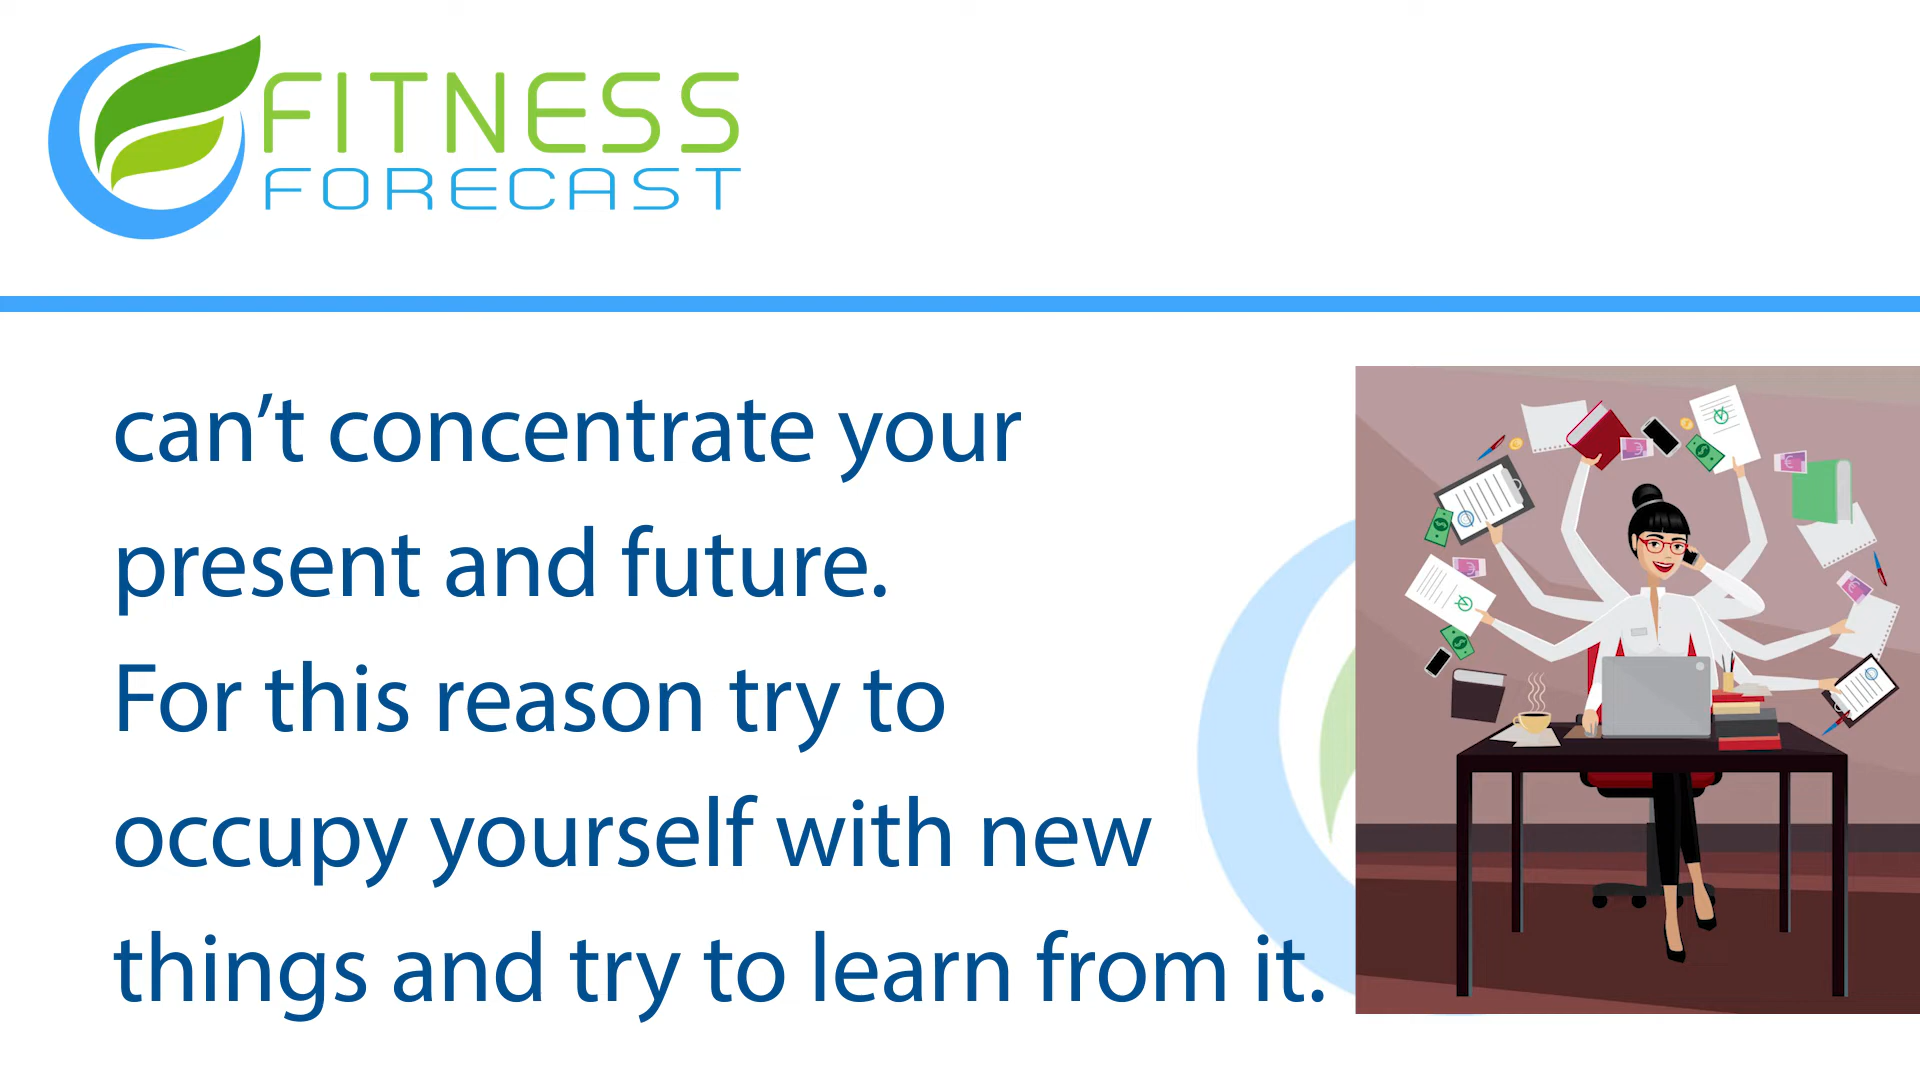 FITNESS
FORECAST
can’t concentrate your
present and future.
For this reason try to
occupy yourself with new
things and try to learn from it.